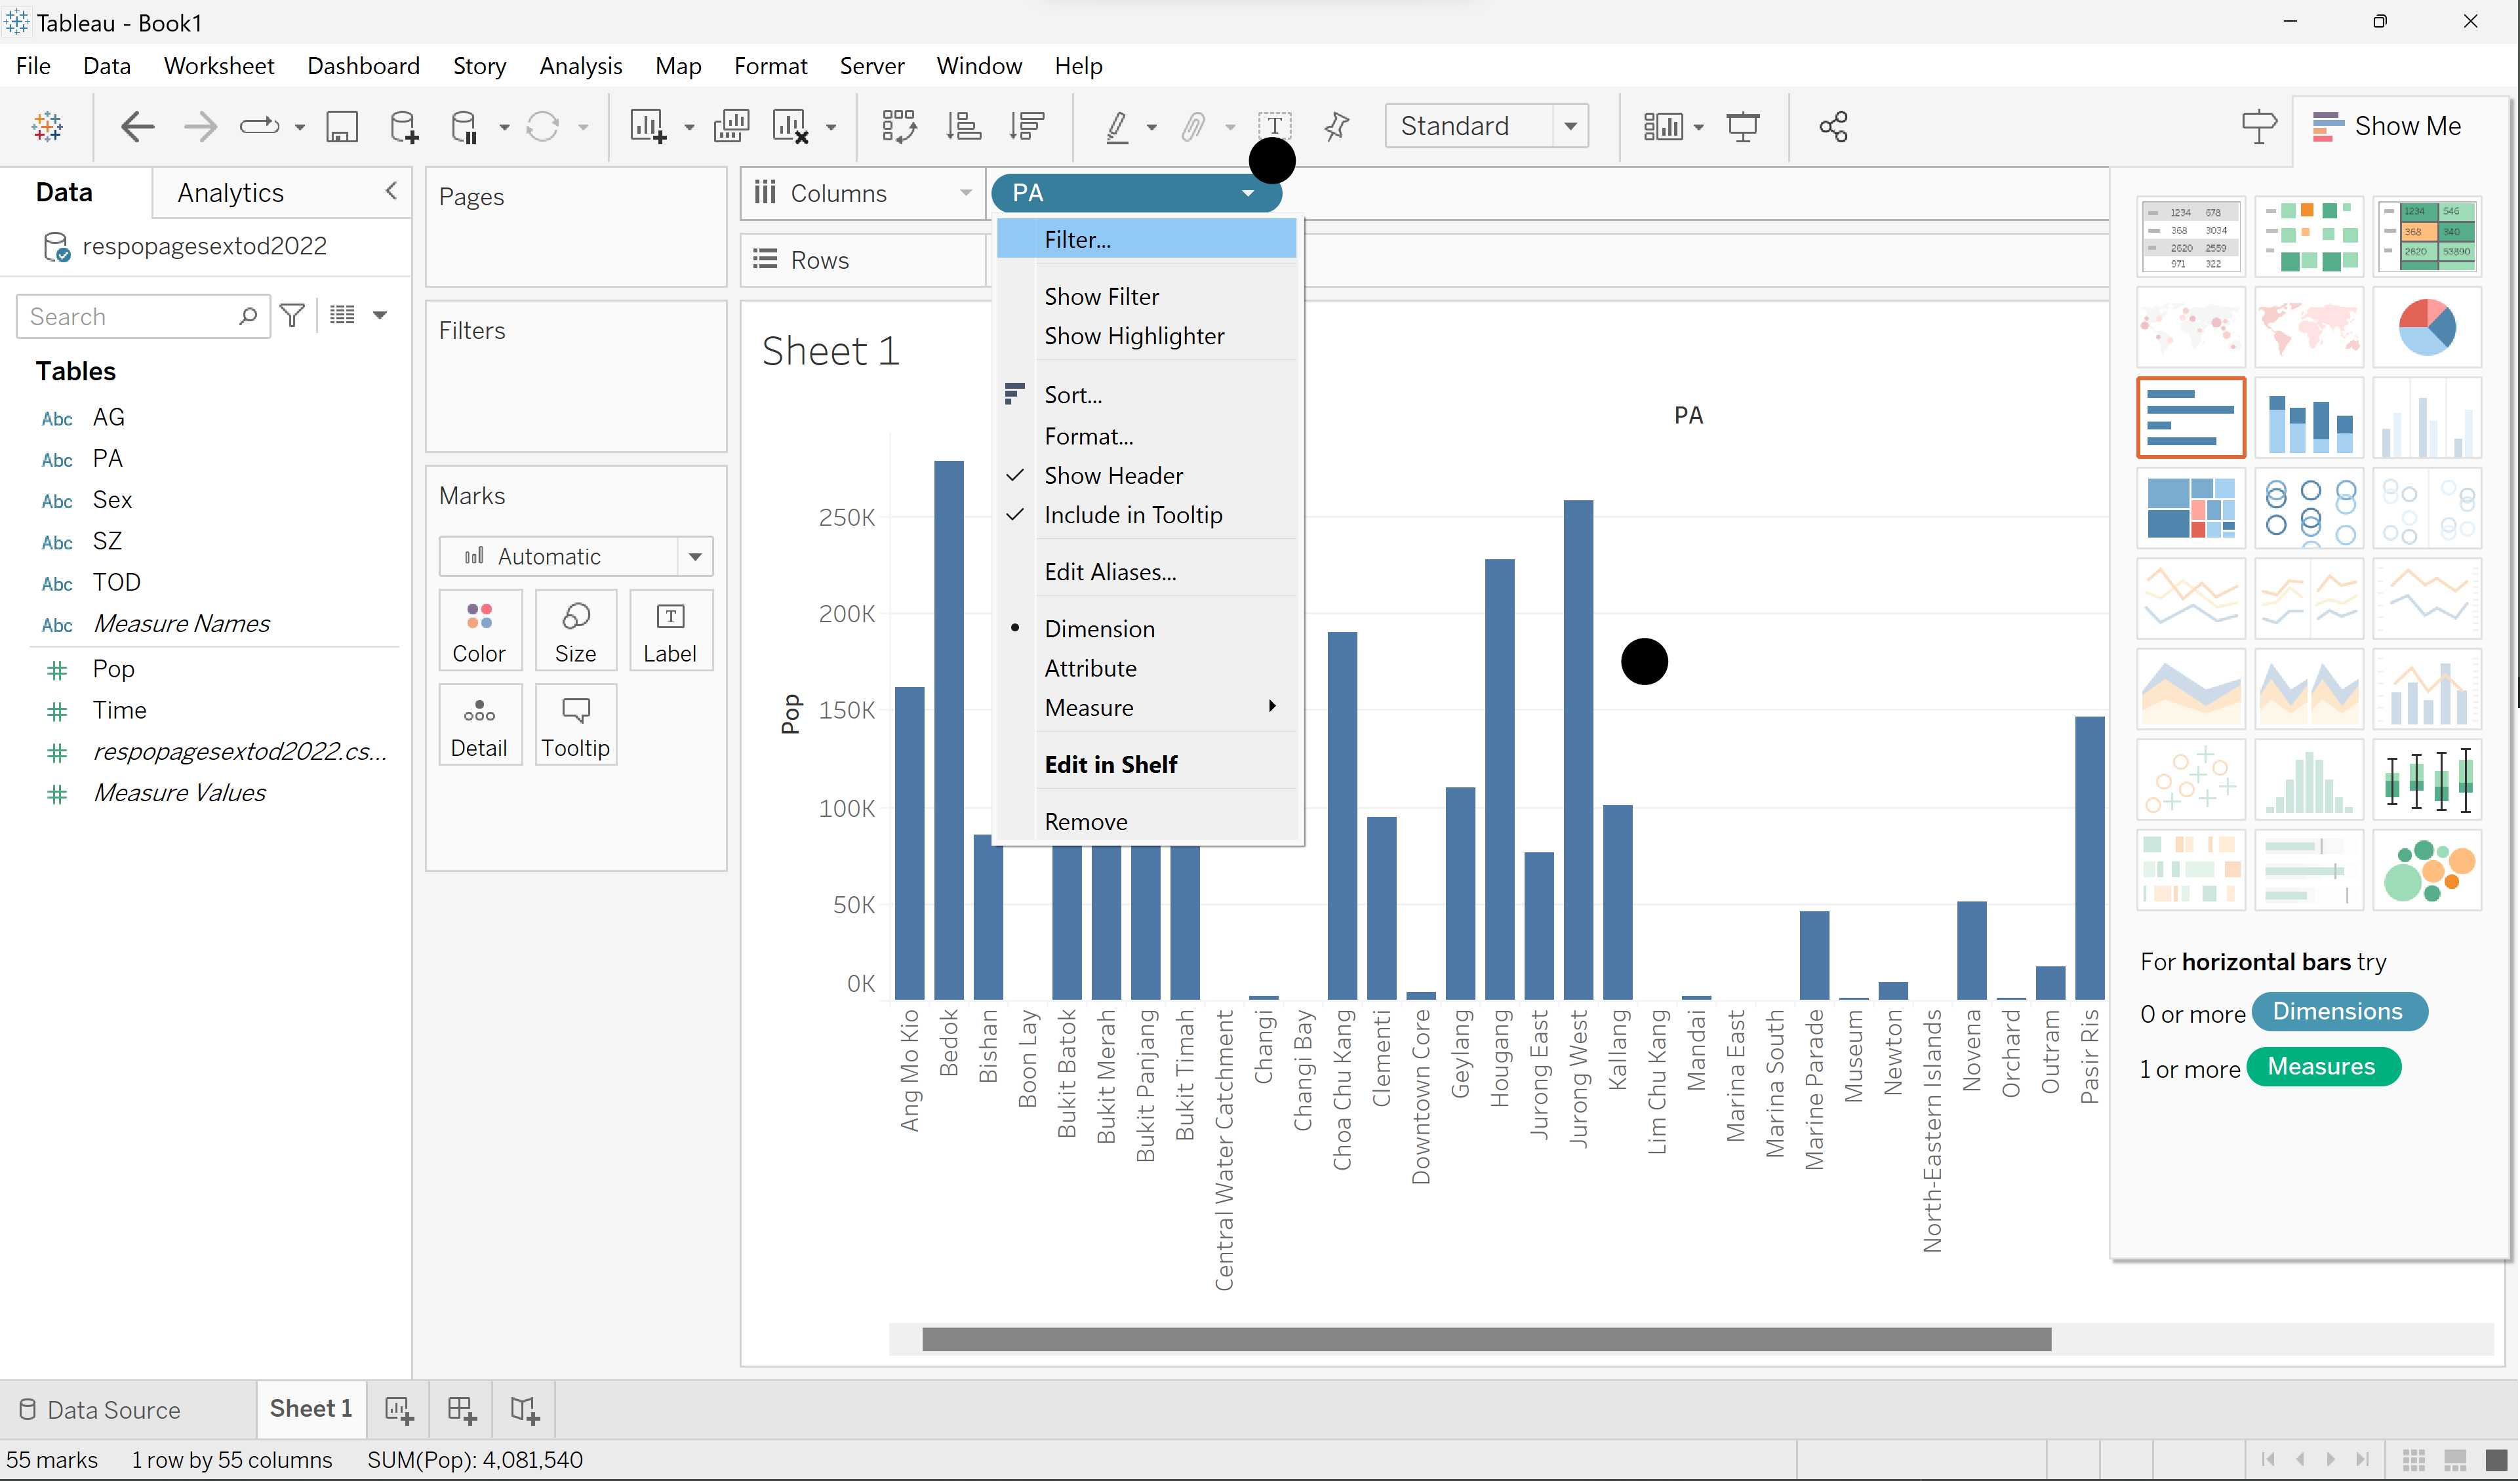 Tableau - Book1
File Data Worksheet Dashboard Story Analysis Map Format Server Window Help
T Standard Show Me
Data Analytics
respopagesextod2022
Search
Tables
Abc AG
Abc PA
Abc Sex
Abc SZ
Abc TOD
Abc Measure Names
Pop
Time
respopagesextod2022.cs...
Measure Values
Pages
Filters
Marks
Automatic
Color Size T Label
Detail Tooltip
Columns PA
Rows
Filter...
Show Filter
Show Highlighter
Sort...
Format...
Show Header
Include in Tooltip
Edit Aliases...
Dimension
Attribute
Measure
Edit in Shelf
Remove
Sheet 1
PA
Pop
250K
200K
150K
100K
50K
0K
Ang Mo Kio
Bedok
Bishan
Boon Lay
Bukit Batok
Bukit Merah
Bukit Panjang
Bukit Timah
Central Water Catchment
Changi
Changi Bay
Choa Chu Kang
Clementi
Downtown Core
Geylang
Hougang
Jurong East
Jurong West
Kallang
Lim Chu Kang
Mandai
Marina East
Marina South
Marine Parade
Museum
Newton
North-Eastern Islands
Novena
Orchard
Outram
Pasir Ris
1234 678
368 3034
2620 2559
971 322
1234 546
368 340
2620 53890
For horizontal bars try
0 or more Dimensions
1 or more Measures
Data Source Sheet 1
55 marks 1 row by 55 columns SUM(Pop): 4,081,540